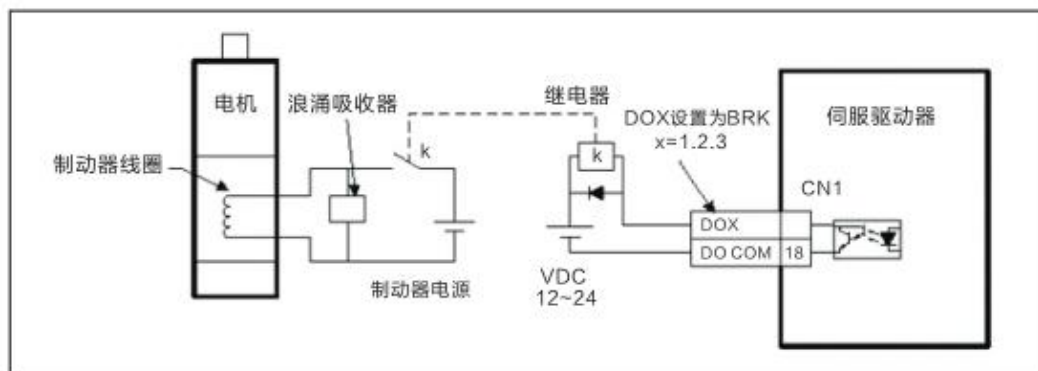 电机
浪涌吸收器
继电器
DOX设置为BRK
x=1.2.3
伺服驱动器
制动器线圈
k
k
CN1
DOX
DO COM
18
制动器电源
VDC
12~24